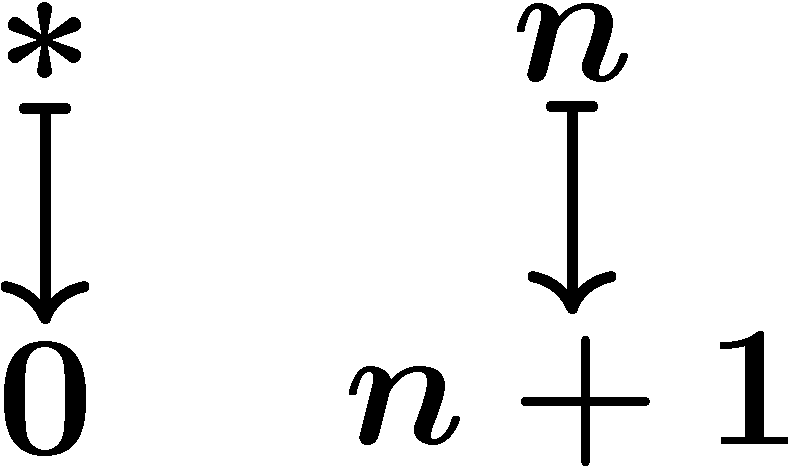 * n
↧ ↧
0 n + 1